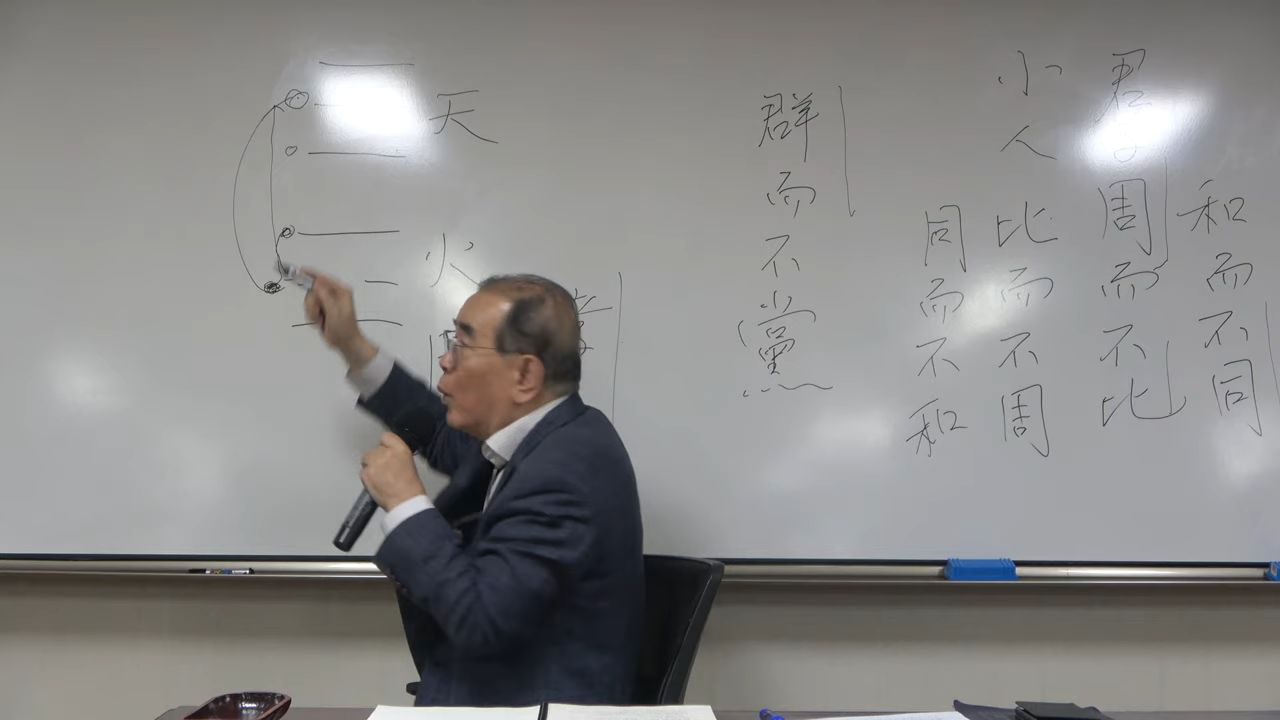 和而不同
君子周而不比
小人比而不周
同而不和
群而不黨
天
火